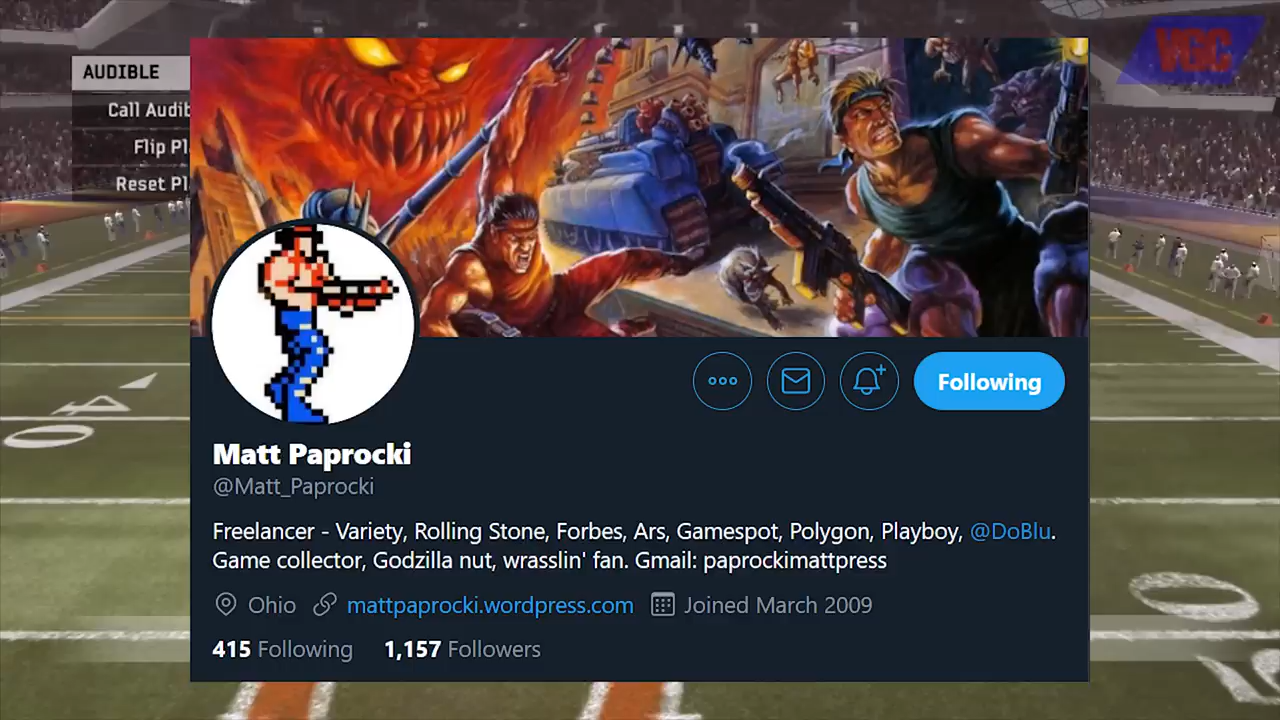 VGC
AUDIBLE
Call Audib
Flip Pl
Reset Pl
Following
Matt Paprocki
@Matt_Paprocki
Freelancer - Variety, Rolling Stone, Forbes, Ars, Gamespot, Polygon, Playboy, @DoBlu.
Game collector, Godzilla nut, wrasslin' fan. Gmail: paprockimattpress
Ohio mattpaprocki.wordpress.com Joined March 2009
415 Following 1,157 Followers